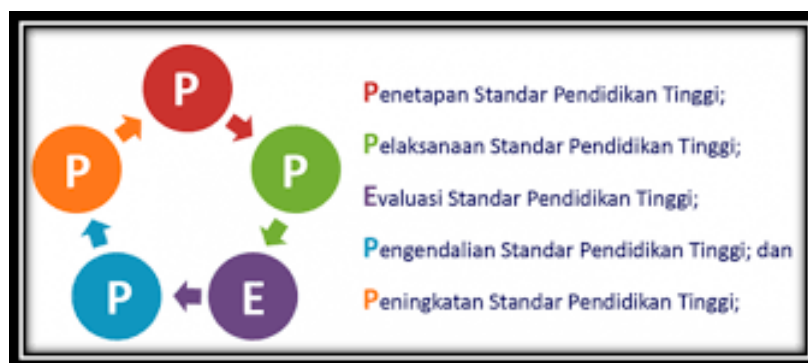 P
P
E
P
P
Penetapan Standar Pendidikan Tinggi;
Pelaksanaan Standar Pendidikan Tinggi;
Evaluasi Standar Pendidikan Tinggi;
Pengendalian Standar Pendidikan Tinggi; dan
Peningkatan Standar Pendidikan Tinggi;